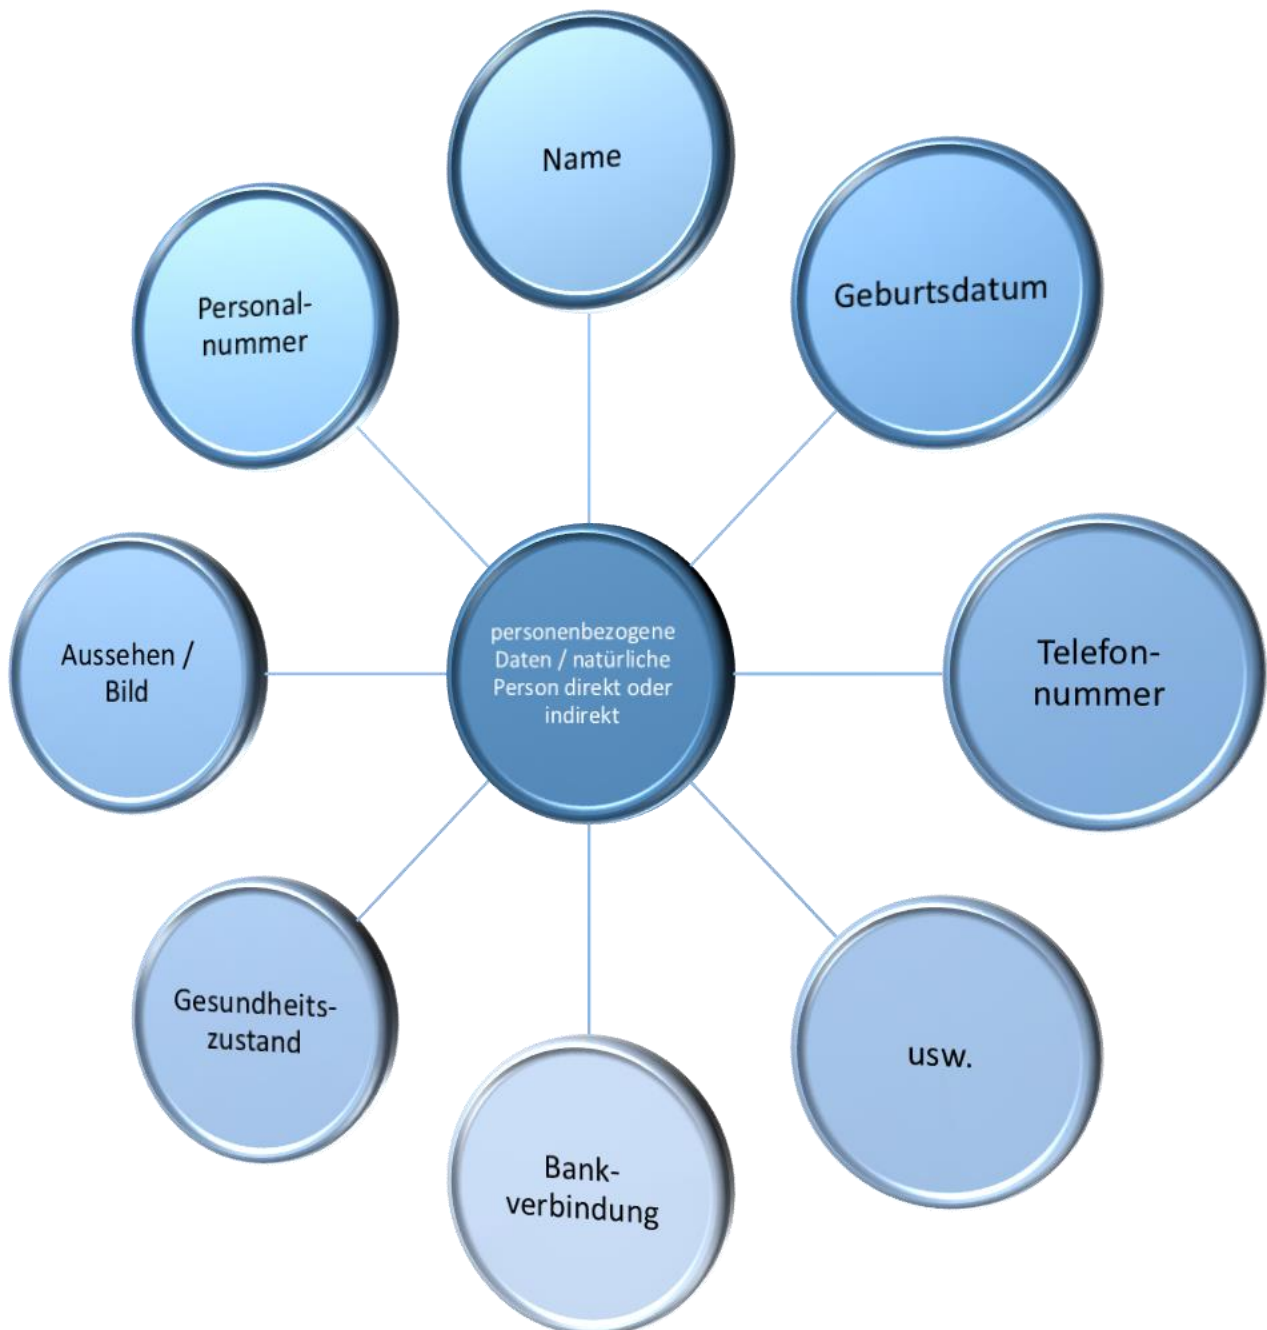 Name
Geburtsdatum
Telefon-
nummer
usw.
Bank-
verbindung
Gesundheits-
zustand
Aussehen /
Bild
Personal-
nummer
personenbezogene
Daten / natürliche
Person direkt oder
indirekt